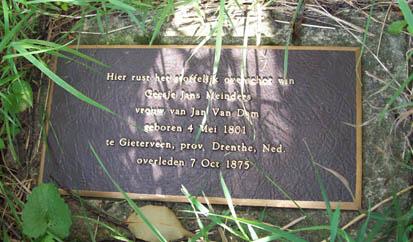 Hier rust het stoffelijk overschot van
Geesje Jans Meinders
vrouw van Jan Van Dam
geboren 4 Mei 1801
te Gieterveen, prov. Drenthe, Ned.
overleden 7 Oct 1875